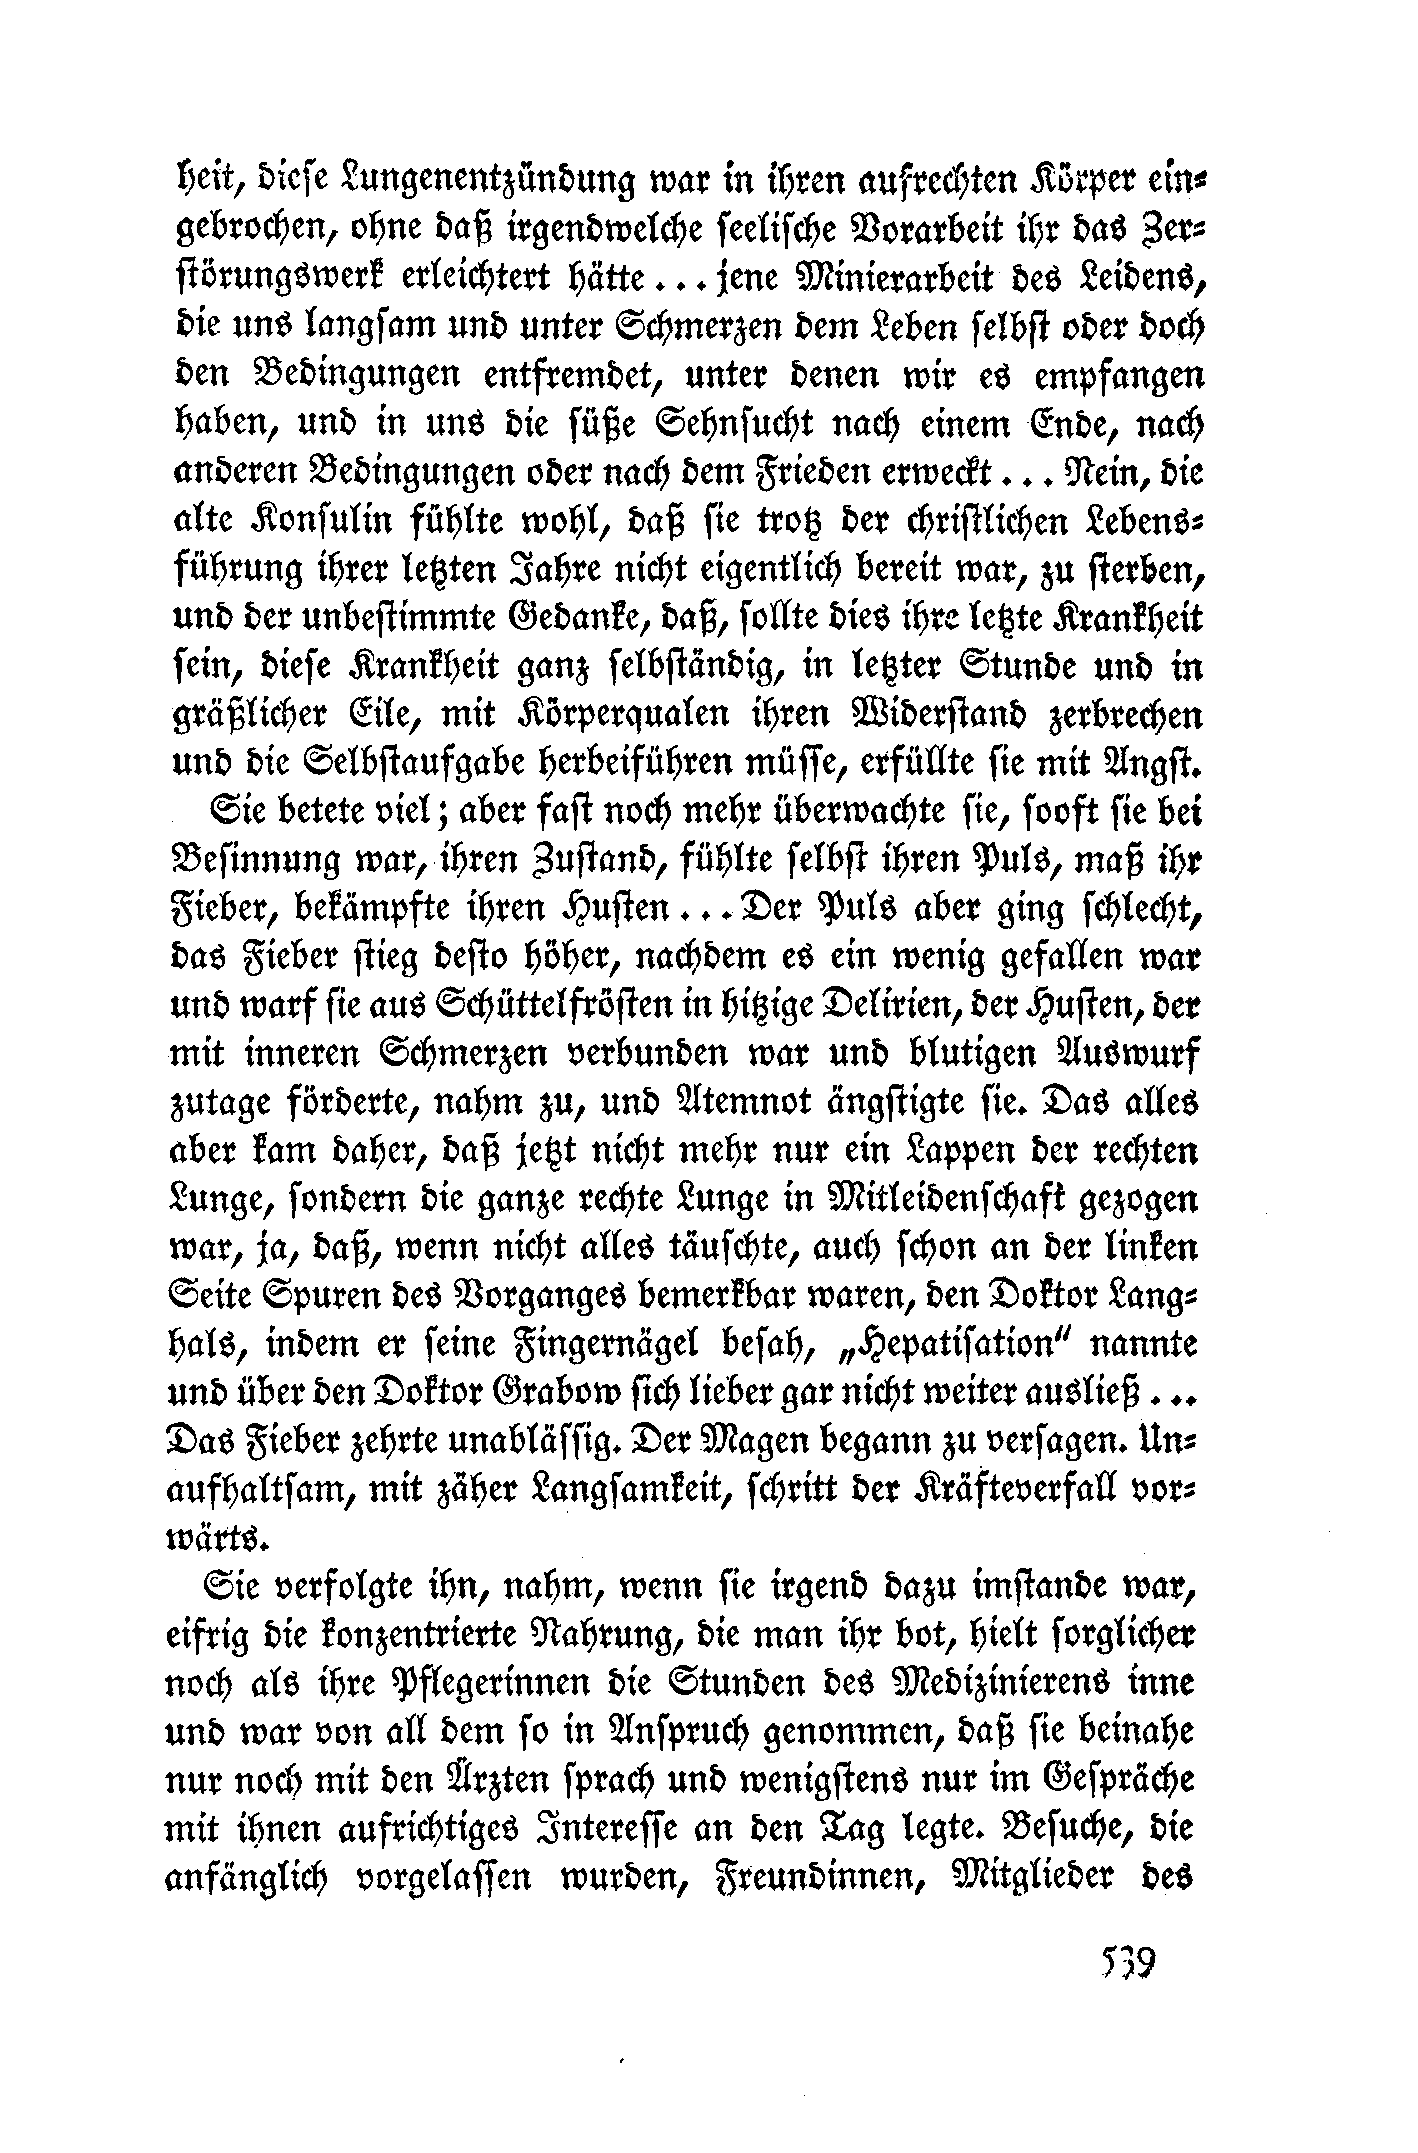 heit, diese Lungenentzündung war in ihren aufrechten Körper ein-
gebrochen, ohne daß irgendwelche seelische Vorarbeit ihr das Zer-
störungswerk erleichtert hätte... jene Minierarbeit des Leidens,
die uns langsam und unter Schmerzen dem Leben selbst oder doch
den Bedingungen entfremdet, unter denen wir es empfangen
haben, und in uns die süße Sehnsucht nach einem Ende, nach
anderen Bedingungen oder nach dem Frieden erweckt... Nein, die
alte Konsulin fühlte wohl, daß sie trotz der christlichen Lebens-
führung ihrer letzten Jahre nicht eigentlich bereit war, zu sterben,
und der unbestimmte Gedanke, daß, sollte dies ihre letzte Krankheit
sein, diese Krankheit ganz selbständig, in letzter Stunde und in
gräßlicher Eile, mit Körperqualen ihren Widerstand zerbrechen
und die Selbstaufgabe herbeiführen müsse, erfüllte sie mit Angst.
Sie betete viel; aber fast noch mehr überwachte sie, sooft sie bei
Besinnung war, ihren Zustand, fühlte selbst ihren Puls, maß ihr
Fieber, bekämpfte ihren Husten... Der Puls aber ging schlecht,
das Fieber stieg desto höher, nachdem es ein wenig gefallen war
und warf sie aus Schüttelfrösten in hitzige Delirien, der Husten, der
mit inneren Schmerzen verbunden war und blutigen Auswurf
zutage förderte, nahm zu, und Atemnot ängstigte sie. Das alles
aber kam daher, daß jetzt nicht mehr nur ein Lappen der rechten
Lunge, sondern die ganze rechte Lunge in Mitleidenschaft gezogen
war, ja, daß, wenn nicht alles täuschte, auch schon an der linken
Seite Spuren des Vorganges bemerkbar waren, den Doktor Lang-
hals, indem er seine Fingernägel besah, „Hepatisation“ nannte
und über den Doktor Grabow sich lieber gar nicht weiter ausließ...
Das Fieber zehrte unablässig. Der Magen begann zu versagen. Un-
aufhaltsam, mit zäher Langsamkeit, schritt der Kräfteverfall vor-
wärts.
Sie verfolgte ihn, nahm, wenn sie irgend dazu imstande war,
eifrig die konzentrierte Nahrung, die man ihr bot, hielt sorglicher
noch als ihre Pflegerinnen die Stunden des Medizinierens inne
und war von all dem so in Anspruch genommen, daß sie beinahe
nur noch mit den Ärzten sprach und wenigstens nur im Gespräche
mit ihnen aufrichtiges Interesse an den Tag legte. Besuche, die
anfänglich vorgelassen wurden, Freundinnen, Mitglieder des
539